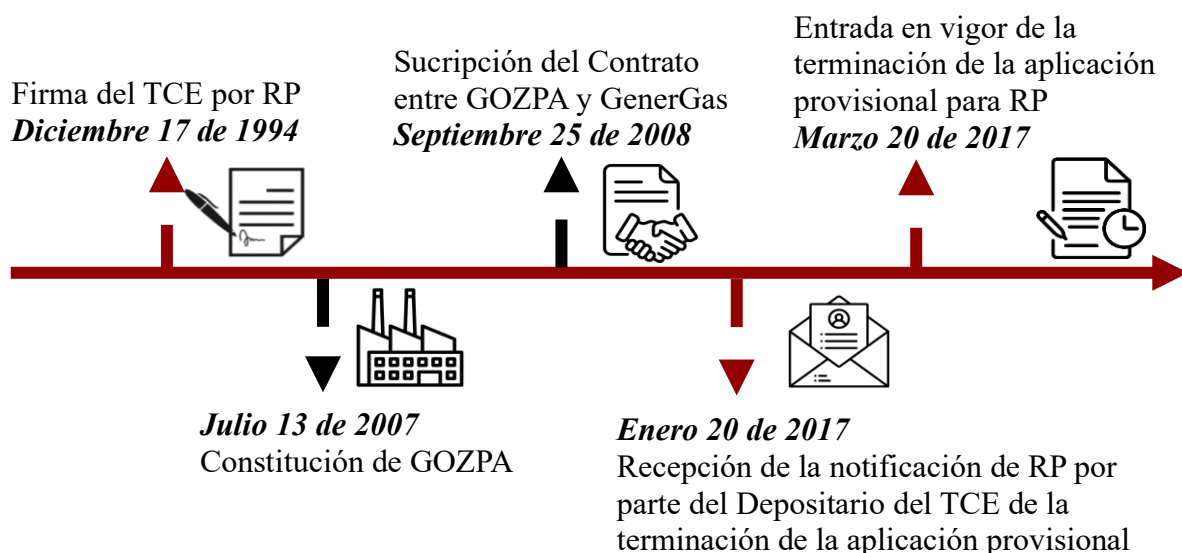 Firma del TCE por RP
Diciembre 17 de 1994
Sucripción del Contrato
entre GOZPA y GenerGas
Septiembre 25 de 2008
Entrada en vigor de la
terminación de la aplicación
provisional para RP
Marzo 20 de 2017
Julio 13 de 2007
Constitución de GOZPA
Enero 20 de 2017
Recepción de la notificación de RP por
parte del Depositario del TCE de la
terminación de la aplicación provisional